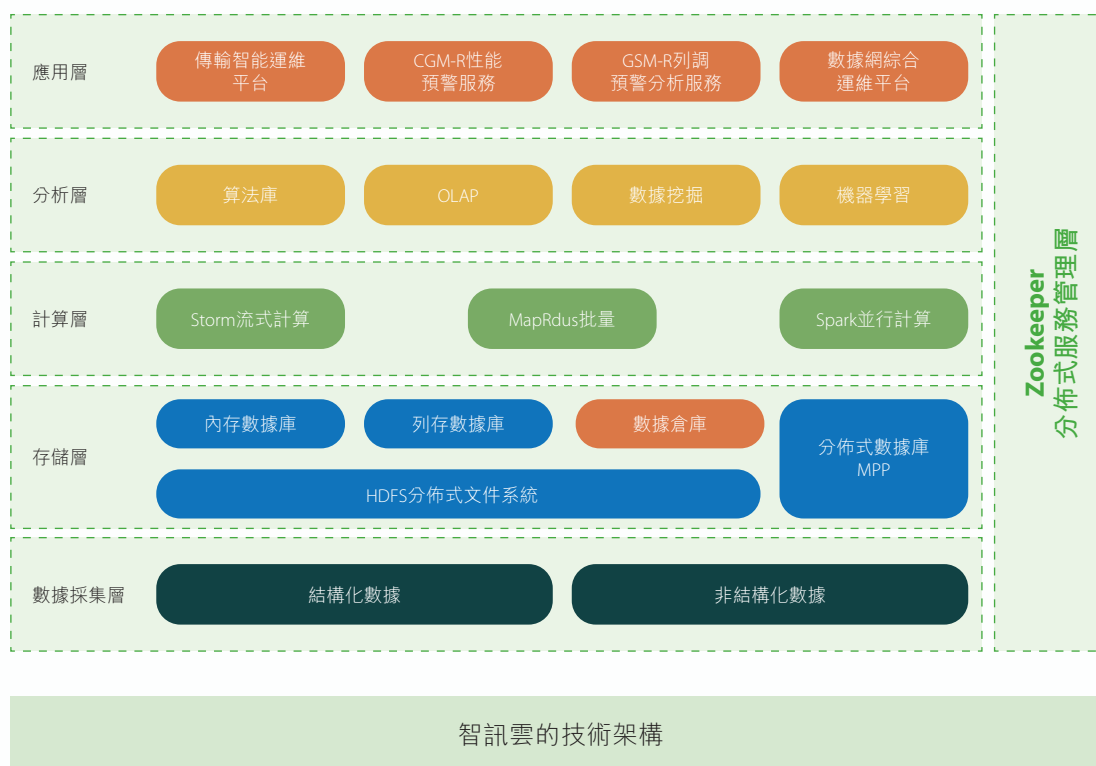 應用層
傳輸智能運維
平台
CGM-R性能
預警服務
GSM-R列調
預警分析服務
數據網綜合
運維平台
分析層
算法庫
OLAP
數據挖掘
機器學習
計算層
Storm流式計算
MapRdus批量
Spark並行計算
存儲層
內存數據庫
列存數據庫
數據倉庫
分佈式數據庫
MPP
HDFS分佈式文件系統
數據採集層
結構化數據
非結構化數據
Zookeeper
分佈式服務管理層
智訊雲的技術架構